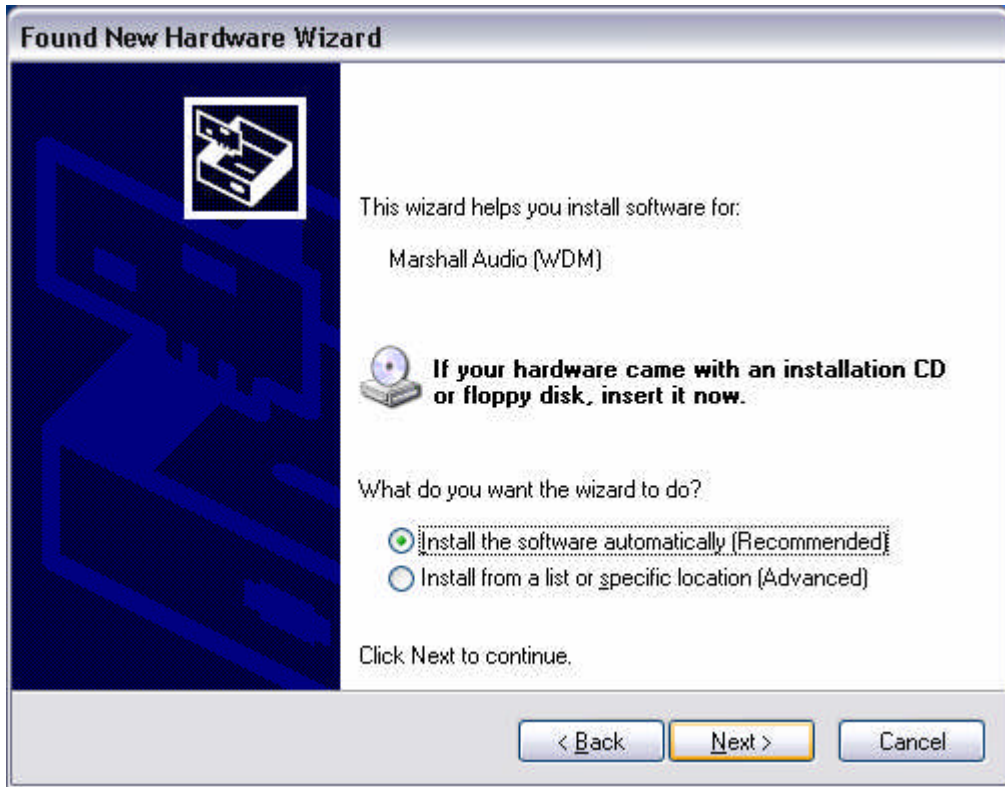 Found New Hardware Wizard
This wizard helps you install software for:
Marshall Audio (WDM)
If your hardware came with an installation CD
or floppy disk, insert it now.
What do you want the wizard to do?
Install the software automatically (Recommended)
Install from a list or specific location (Advanced)
Click Next to continue.
< Back
Next >
Cancel